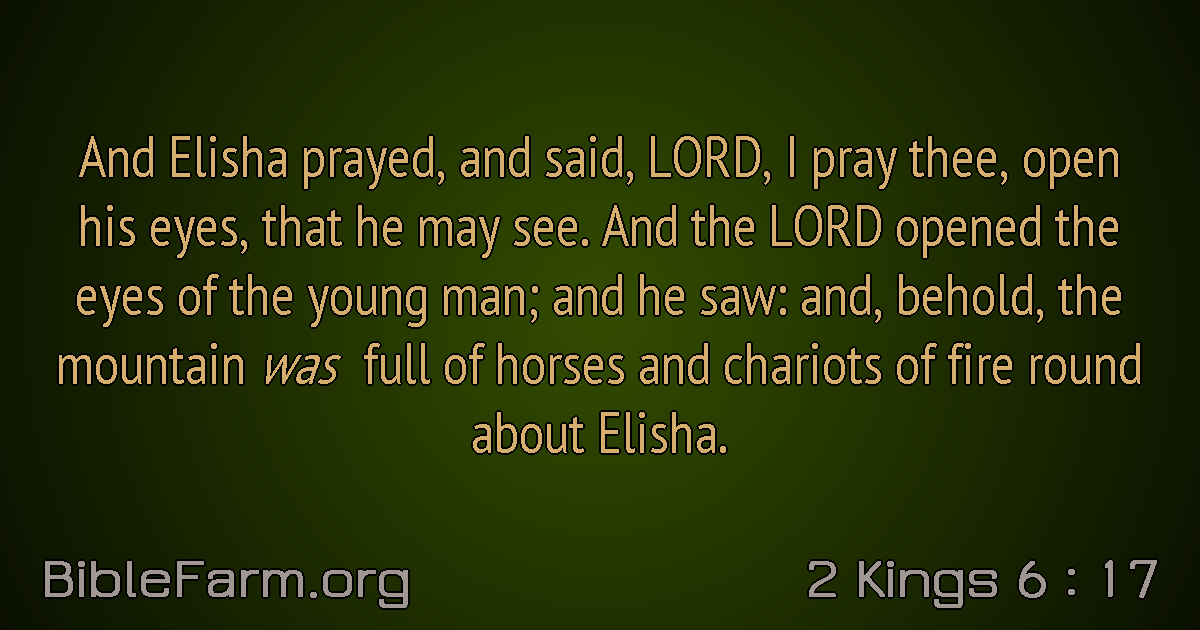 And Elisha prayed, and said, LORD, I pray thee, open
his eyes, that he may see. And the LORD opened the
eyes of the young man; and he saw: and, behold, the
mountain was full of horses and chariots of fire round
about Elisha.
BibleFarm.org
2 Kings 6 : 17